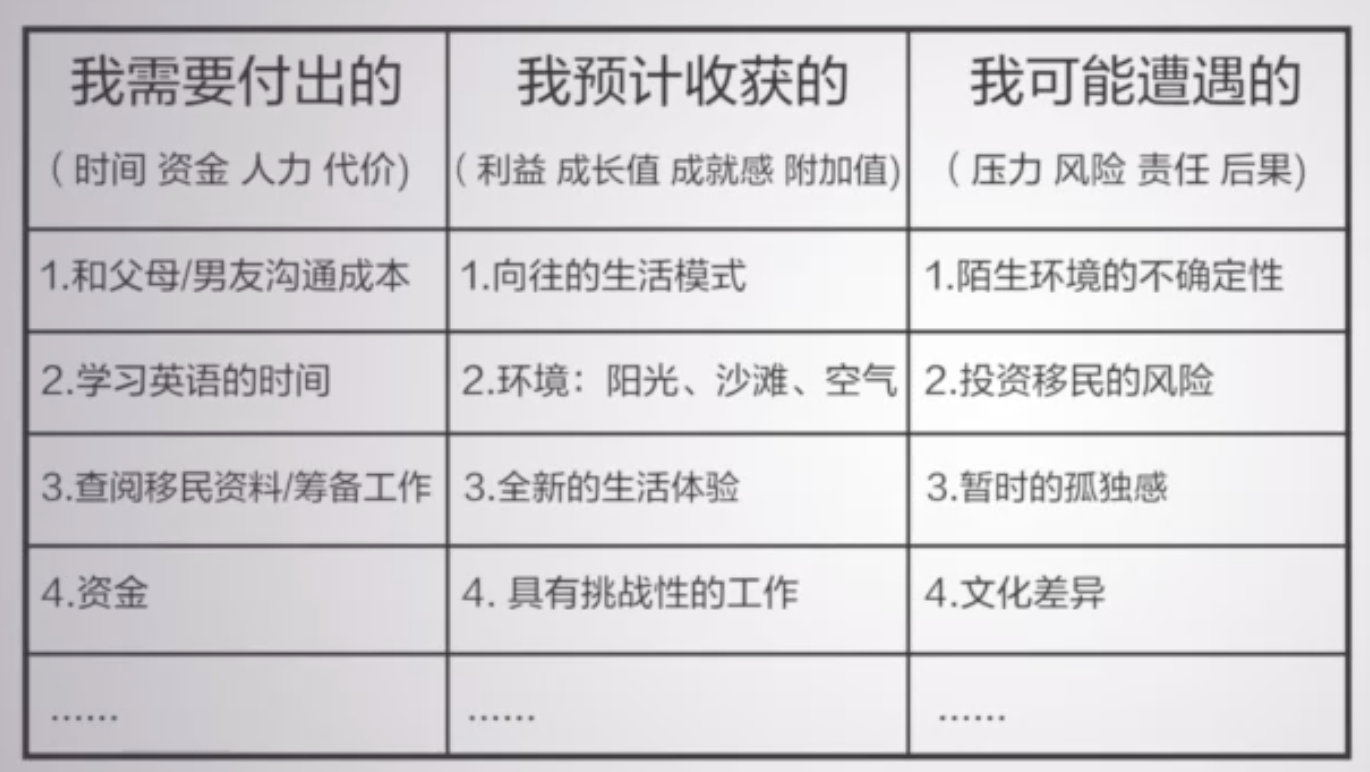 我需要付出的 我预计收获的 我可能遭遇的
（时间 资金 人力 代价) （利益 成长值 成就感 附加值) （压力 风险 责任 后果)
1.和父母/男友沟通成本 1.向往的生活模式 1.陌生环境的不确定性
2.学习英语的时间 2.环境：阳光、沙滩、空气 2.投资移民的风险
3.查阅移民资料/筹备工作 3.全新的生活体验 3.暂时的孤独感
4.资金 4. 具有挑战性的工作 4.文化差异
...... ...... ......